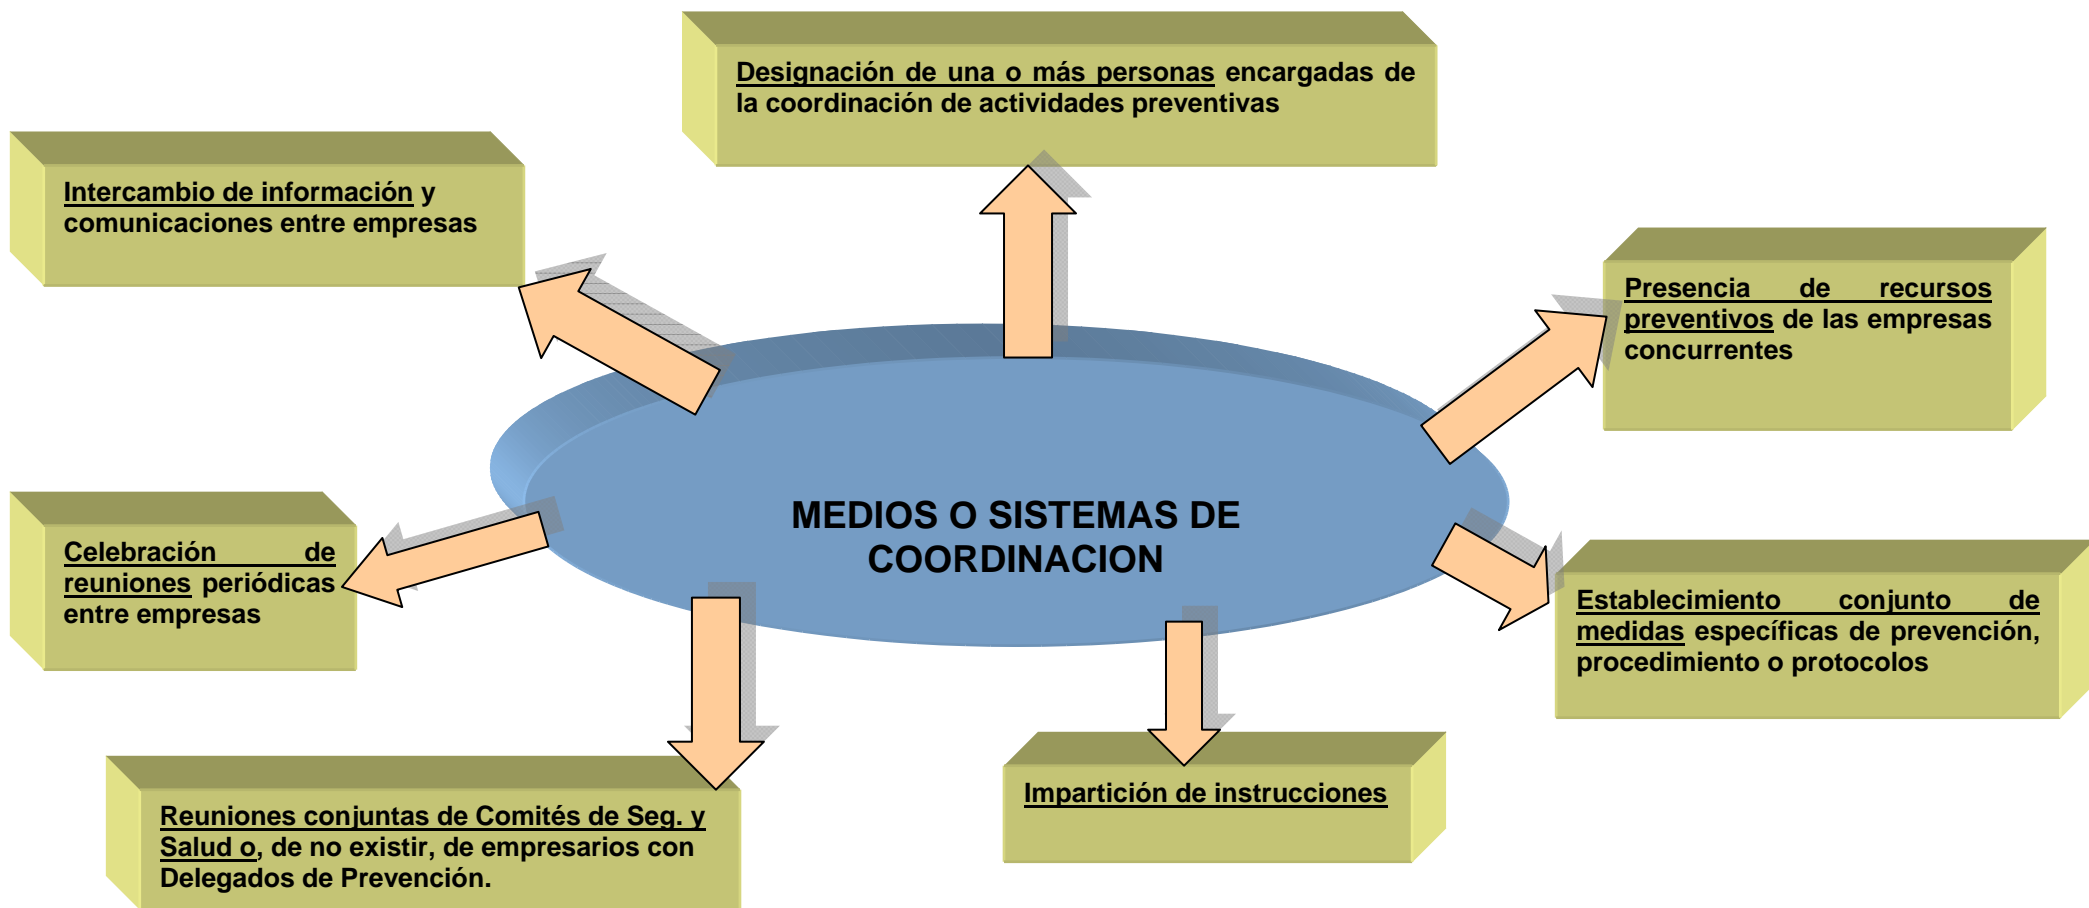 Designación de una o más personas encargadas de
la coordinación de actividades preventivas
Intercambio de información y
comunicaciones entre empresas
Presencia de recursos
preventivos de las empresas
concurrentes
MEDIOS O SISTEMAS DE
COORDINACION
Celebración de
reuniones periódicas
entre empresas
Establecimiento conjunto de
medidas específicas de prevención,
procedimiento o protocolos
Reuniones conjuntas de Comités de Seg. y
Salud o, de no existir, de empresarios con
Delegados de Prevención.
Impartición de instrucciones